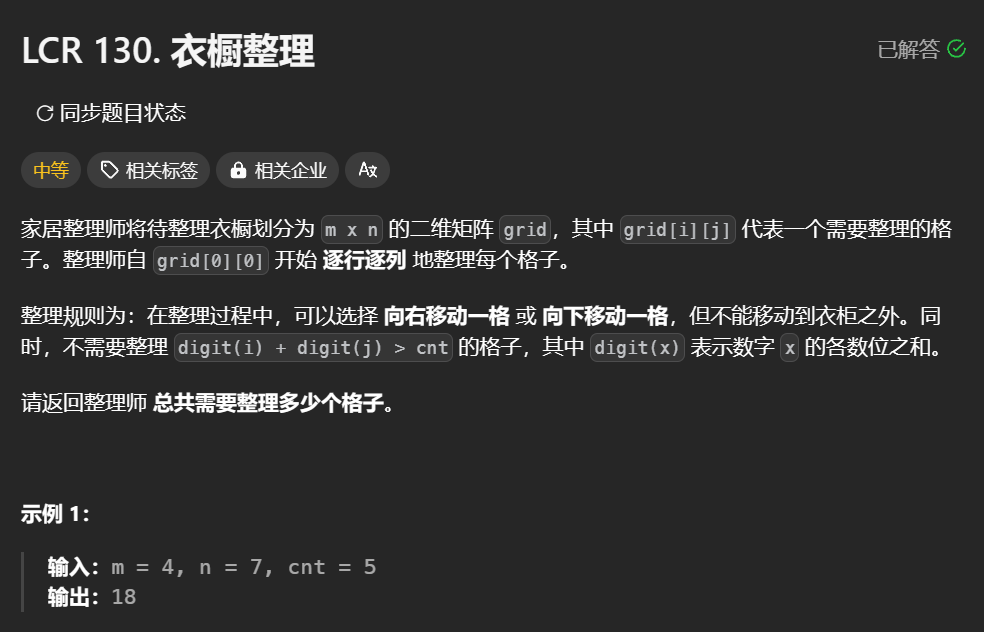 LCR 130. 衣橱整理
已解答
同步题目状态
中等 相关标签 相关企业
家居整理师将待整理衣橱划分为 m x n 的二维矩阵 grid，其中 grid[i][j] 代表一个需要整理的格
子。整理师自 grid[0][0] 开始 逐行逐列 地整理每个格子。
整理规则为：在整理过程中，可以选择 向右移动一格 或 向下移动一格，但不能移动到衣柜之外。同
时，不需要整理 digit(i) + digit(j) > cnt 的格子，其中 digit(x) 表示数字 x 的各数位之和。
请返回整理师 总共需要整理多少个格子。
示例 1：
输入：m = 4, n = 7, cnt = 5
输出：18